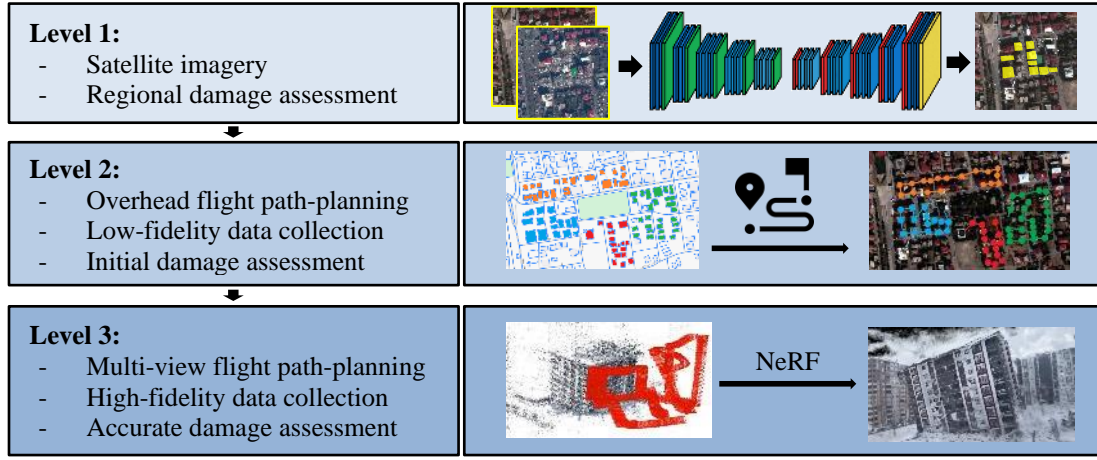 Level 1:
- Satellite imagery
- Regional damage assessment
Level 2:
- Overhead flight path-planning
- Low-fidelity data collection
- Initial damage assessment
Level 3:
- Multi-view flight path-planning
- High-fidelity data collection
- Accurate damage assessment
NeRF